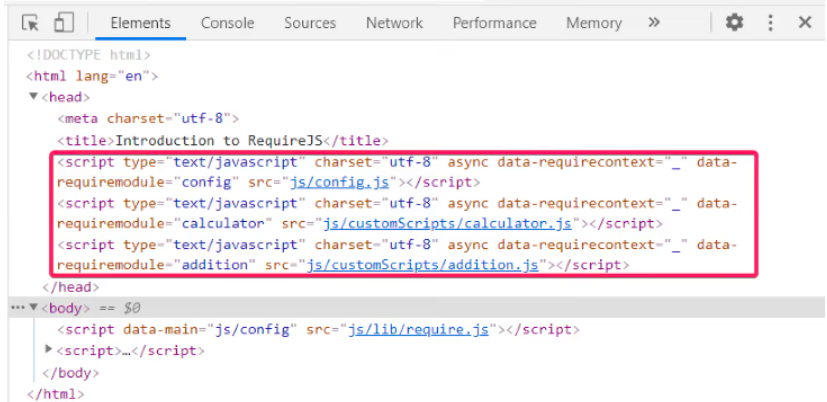 Elements Console Sources Network Performance Memory »
<!DOCTYPE html>
<html lang="en">
▼<head>
<meta charset="utf-8">
<title>Introduction to RequireJS</title>
<script type="text/javascript" charset="utf-8" async data-requirecontext="_" data-
requiremodule="config" src="js/config.js"></script>
<script type="text/javascript" charset="utf-8" async data-requirecontext="_" data-
requiremodule="calculator" src="js/customScripts/calculator.js"></script>
<script type="text/javascript" charset="utf-8" async data-requirecontext="_" data-
requiremodule="addition" src="js/customScripts/addition.js"></script>
</head>
···▼<body> == $0
<script data-main="js/config" src="js/lib/require.js"></script>
▶<script>…</script>
</body>
</html>